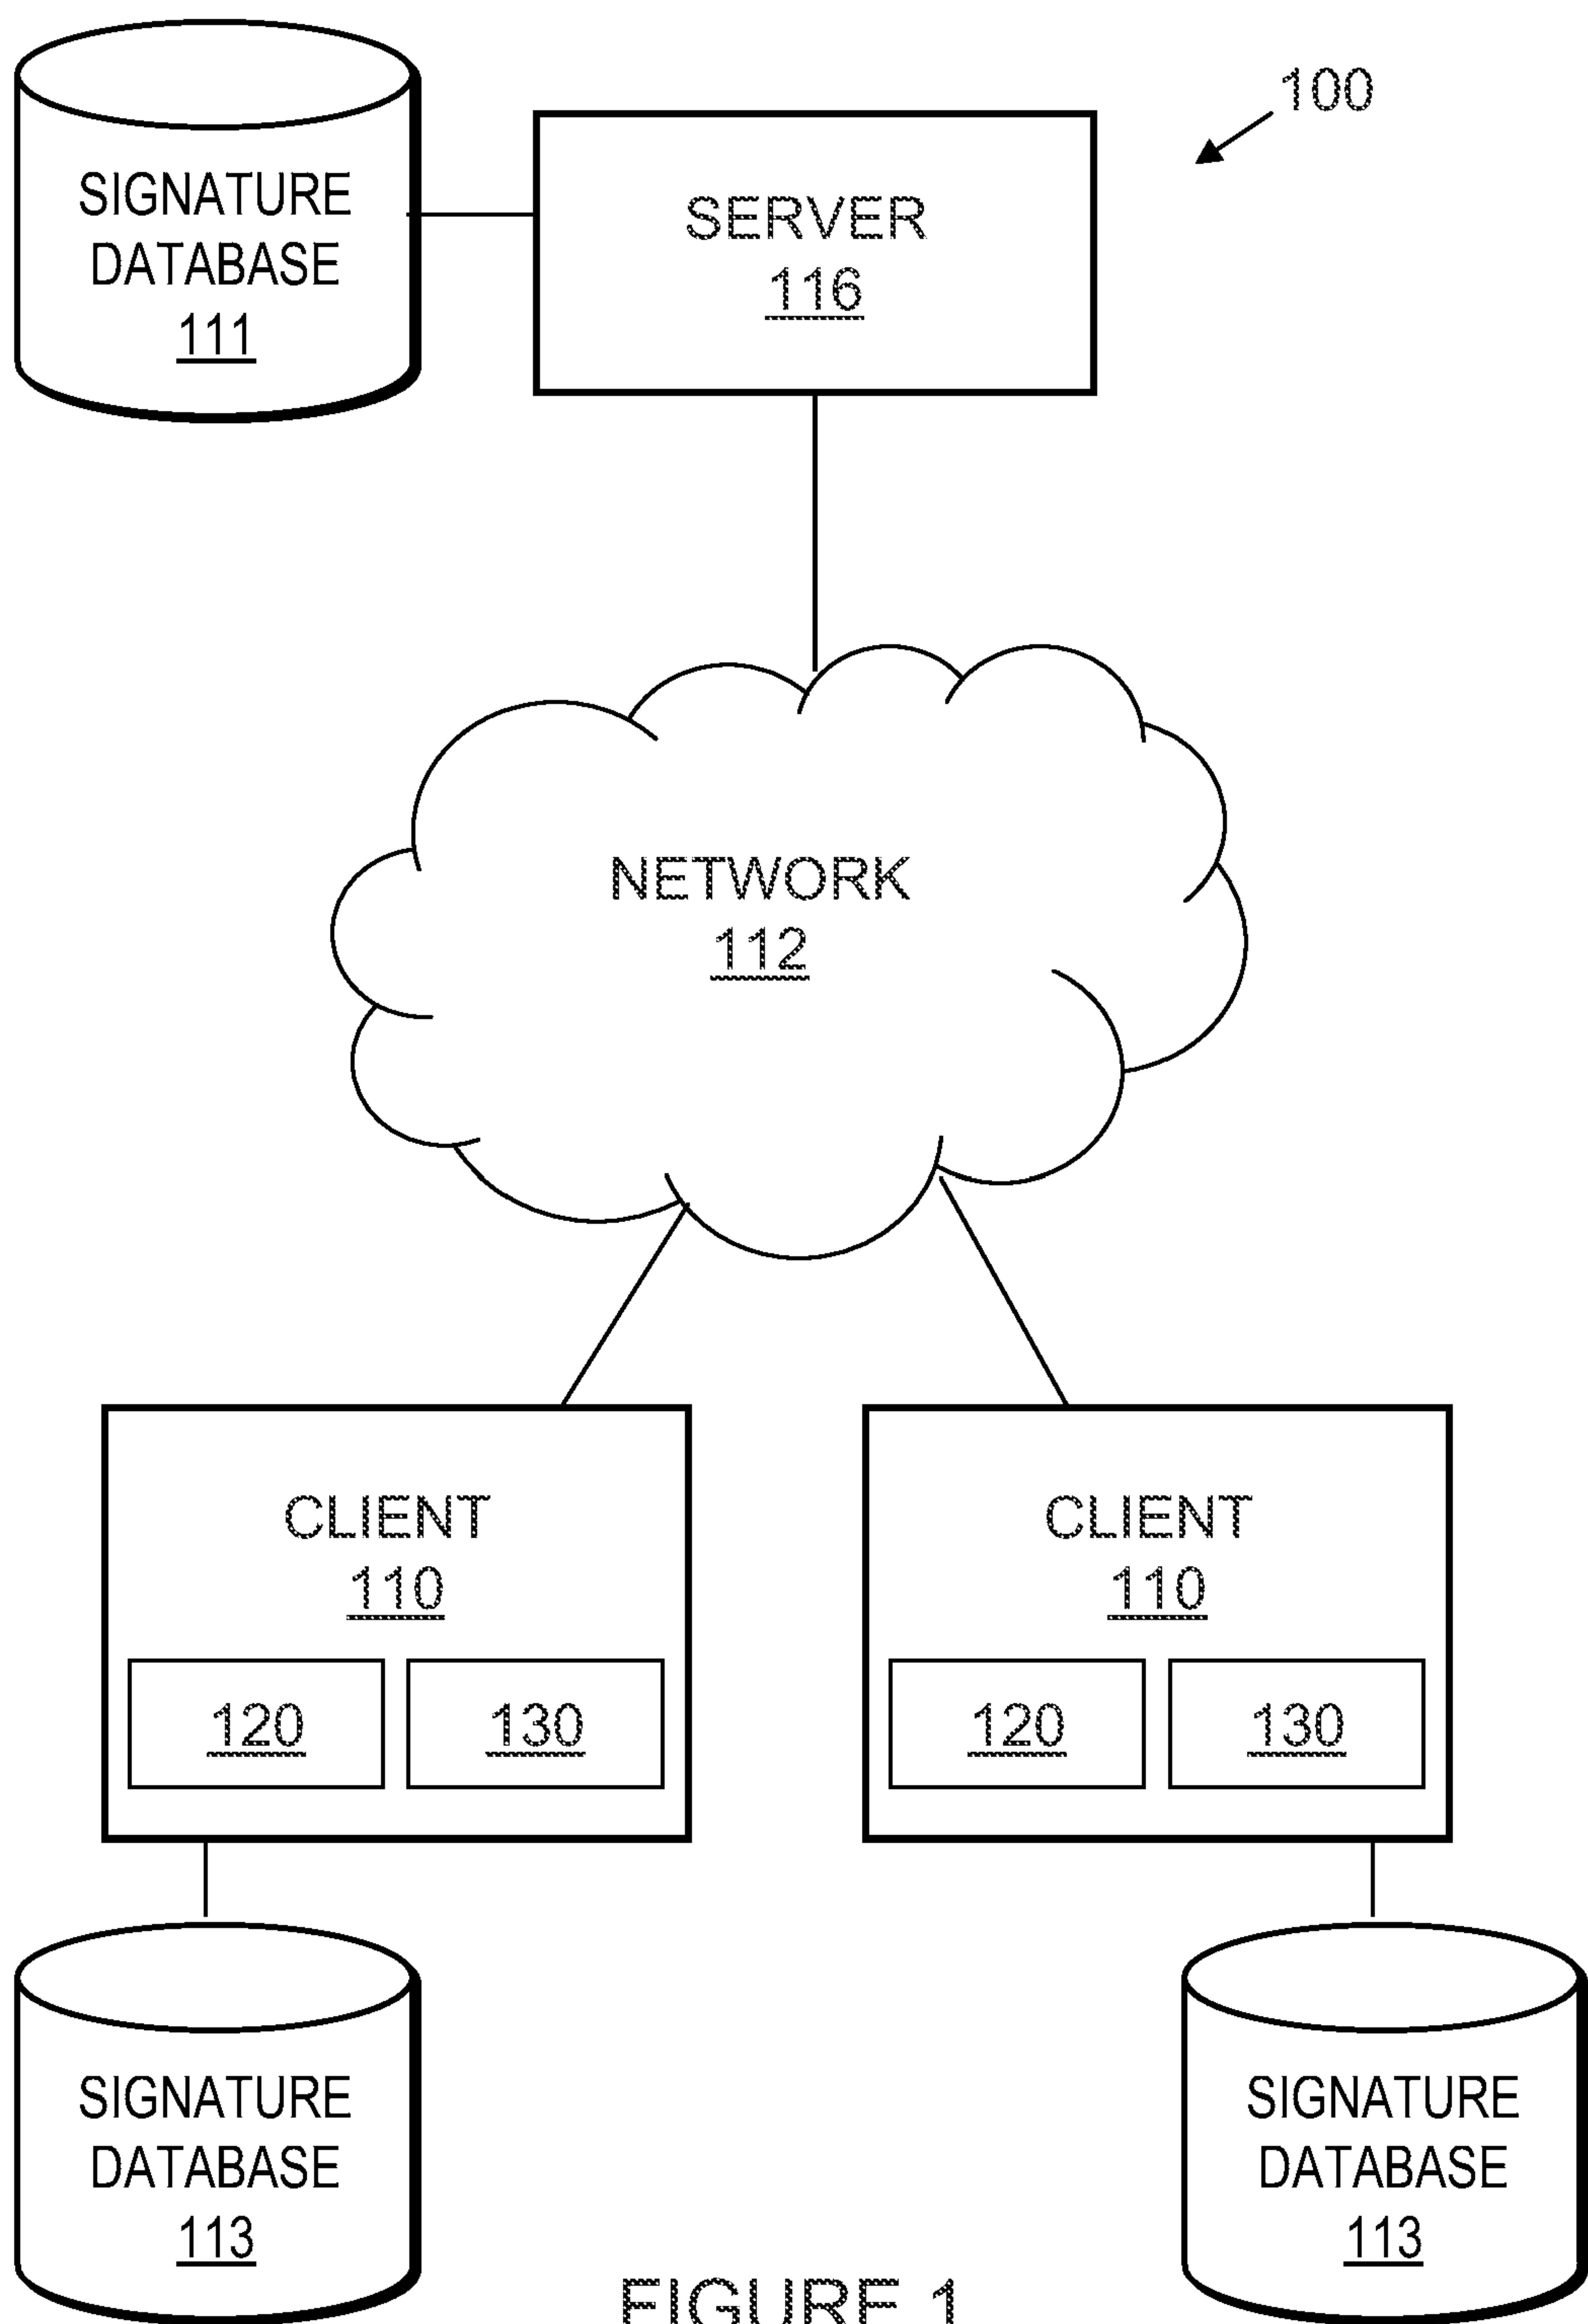 100
SIGNATURE
DATABASE
111
SERVER
116
NETWORK
112
CLIENT
110
120
130
CLIENT
110
120
130
SIGNATURE
DATABASE
113
SIGNATURE
DATABASE
113
FIGURE 1